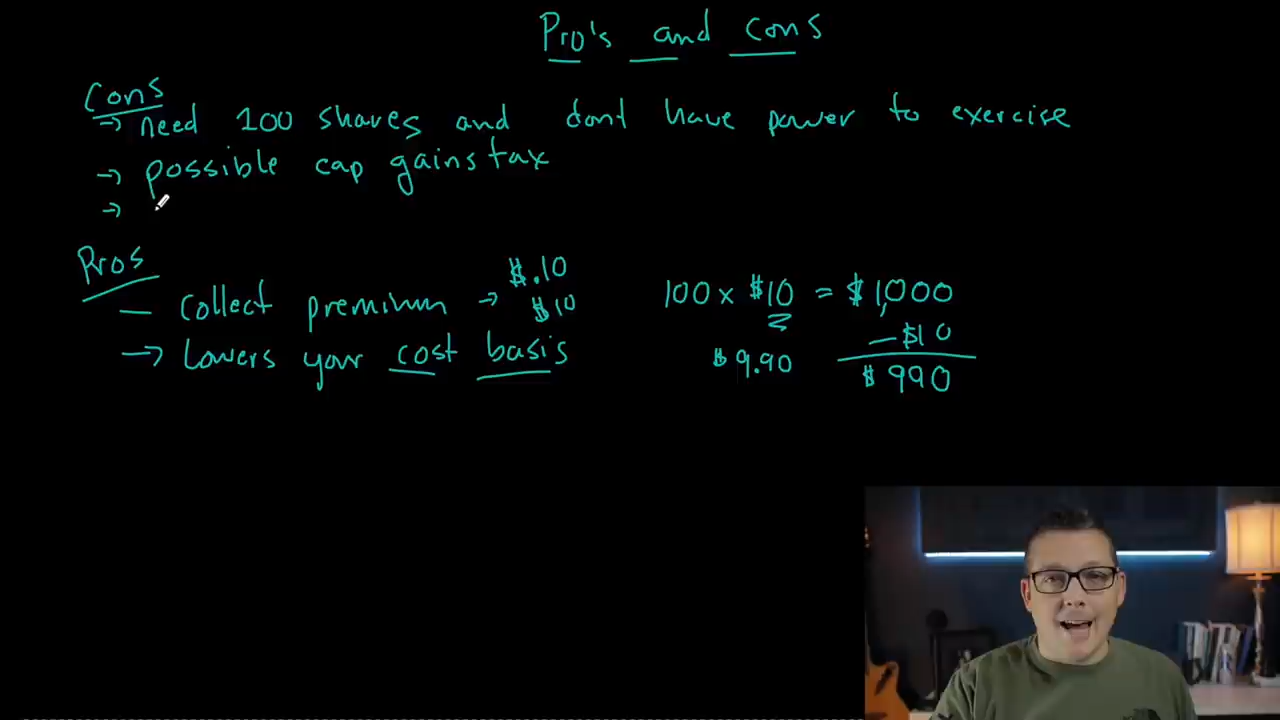 Pro's and Cons
Cons
→ need 100 shares and dont have power to exercise
→ possible cap gains tax
→
Pros
— Collect premium → $.10
$10
→ Lowers your cost basis
100 x $10 = $1,000
— $10
$9.90 $990